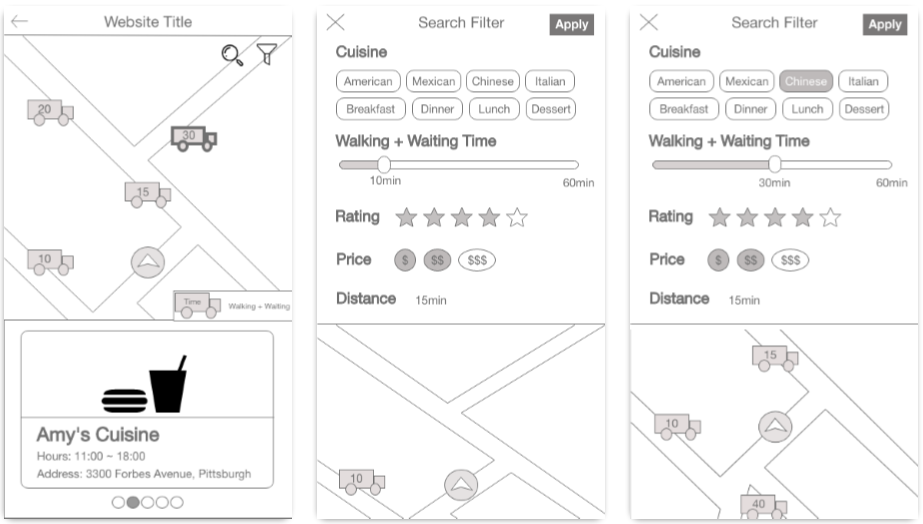 Website Title
20
30
15
10
Time
Walking + Waiting
Amy's Cuisine
Hours: 11:00 ~ 18:00
Address: 3300 Forbes Avenue, Pittsburgh
Search Filter
Apply
Cuisine
American Mexican Chinese Italian
Breakfast Dinner Lunch Dessert
Walking + Waiting Time
10min 60min
Rating
Price $ $$ $$$
Distance 15min
10
Search Filter
Apply
Cuisine
American Mexican Chinese Italian
Breakfast Dinner Lunch Dessert
Walking + Waiting Time
30min 60min
Rating
Price $ $$ $$$
Distance 15min
15
10
40